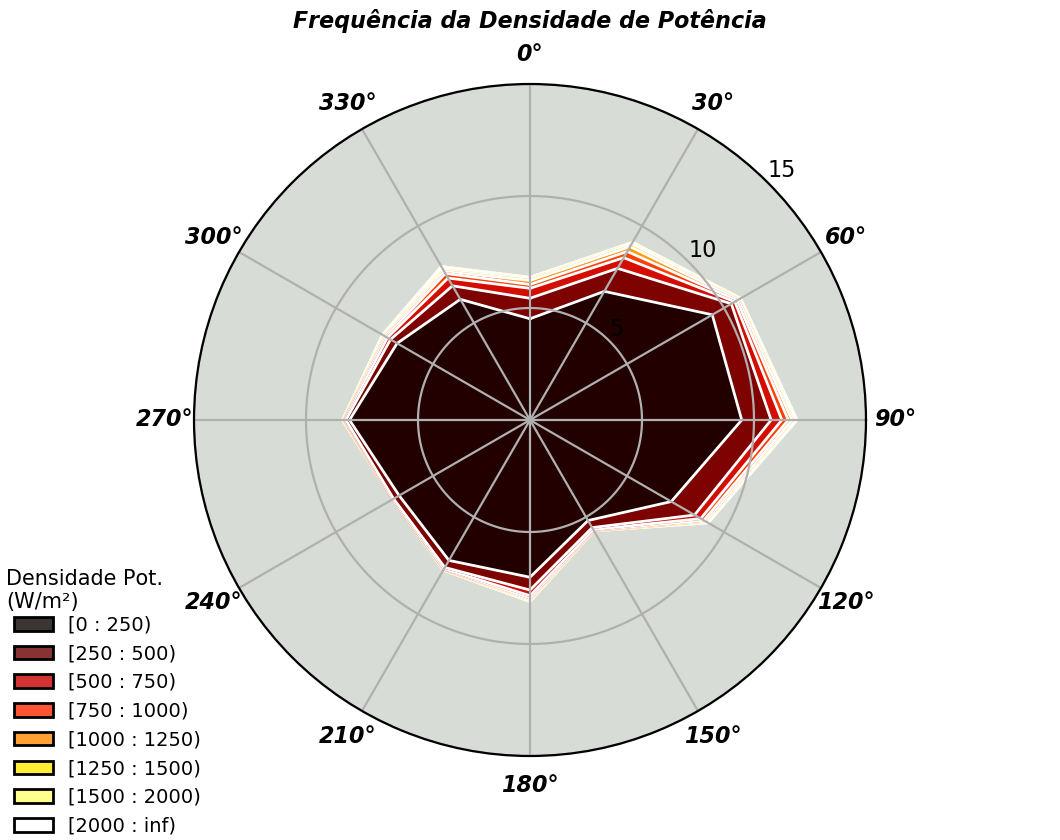 Frequência da Densidade de Potência
0°
330°
30°
15
300°
60°
10
5
270°
90°
Densidade Pot.
(W/m²)
240°
120°
[0 : 250)
[250 : 500)
[500 : 750)
[750 : 1000)
210°
150°
[1000 : 1250)
[1250 : 1500)
180°
[1500 : 2000)
[2000 : inf)